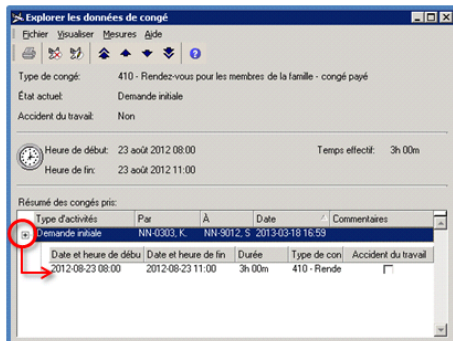 Explorer les données de congé
Fichier Visualiser Mesures Aide
Type de congé: 410 - Rendez-vous pour les membres de la famille - congé payé
État actuel: Demande initiale
Accident du travail: Non
Heure de début: 23 août 2012 08:00 Temps effectif: 3h 00m
Heure de fin: 23 août 2012 11:00
Résumé des congés pris:
Type d'activités Par À Date Commentaires
Demande initiale NN-0303, K. NN-9012, S 2013-03-18 16:59
Date et heure de débu Date et heure de fin Durée Type de con Accident du travail
2012-08-23 08:00 2012-08-23 11:00 3h 00m 410 - Rende